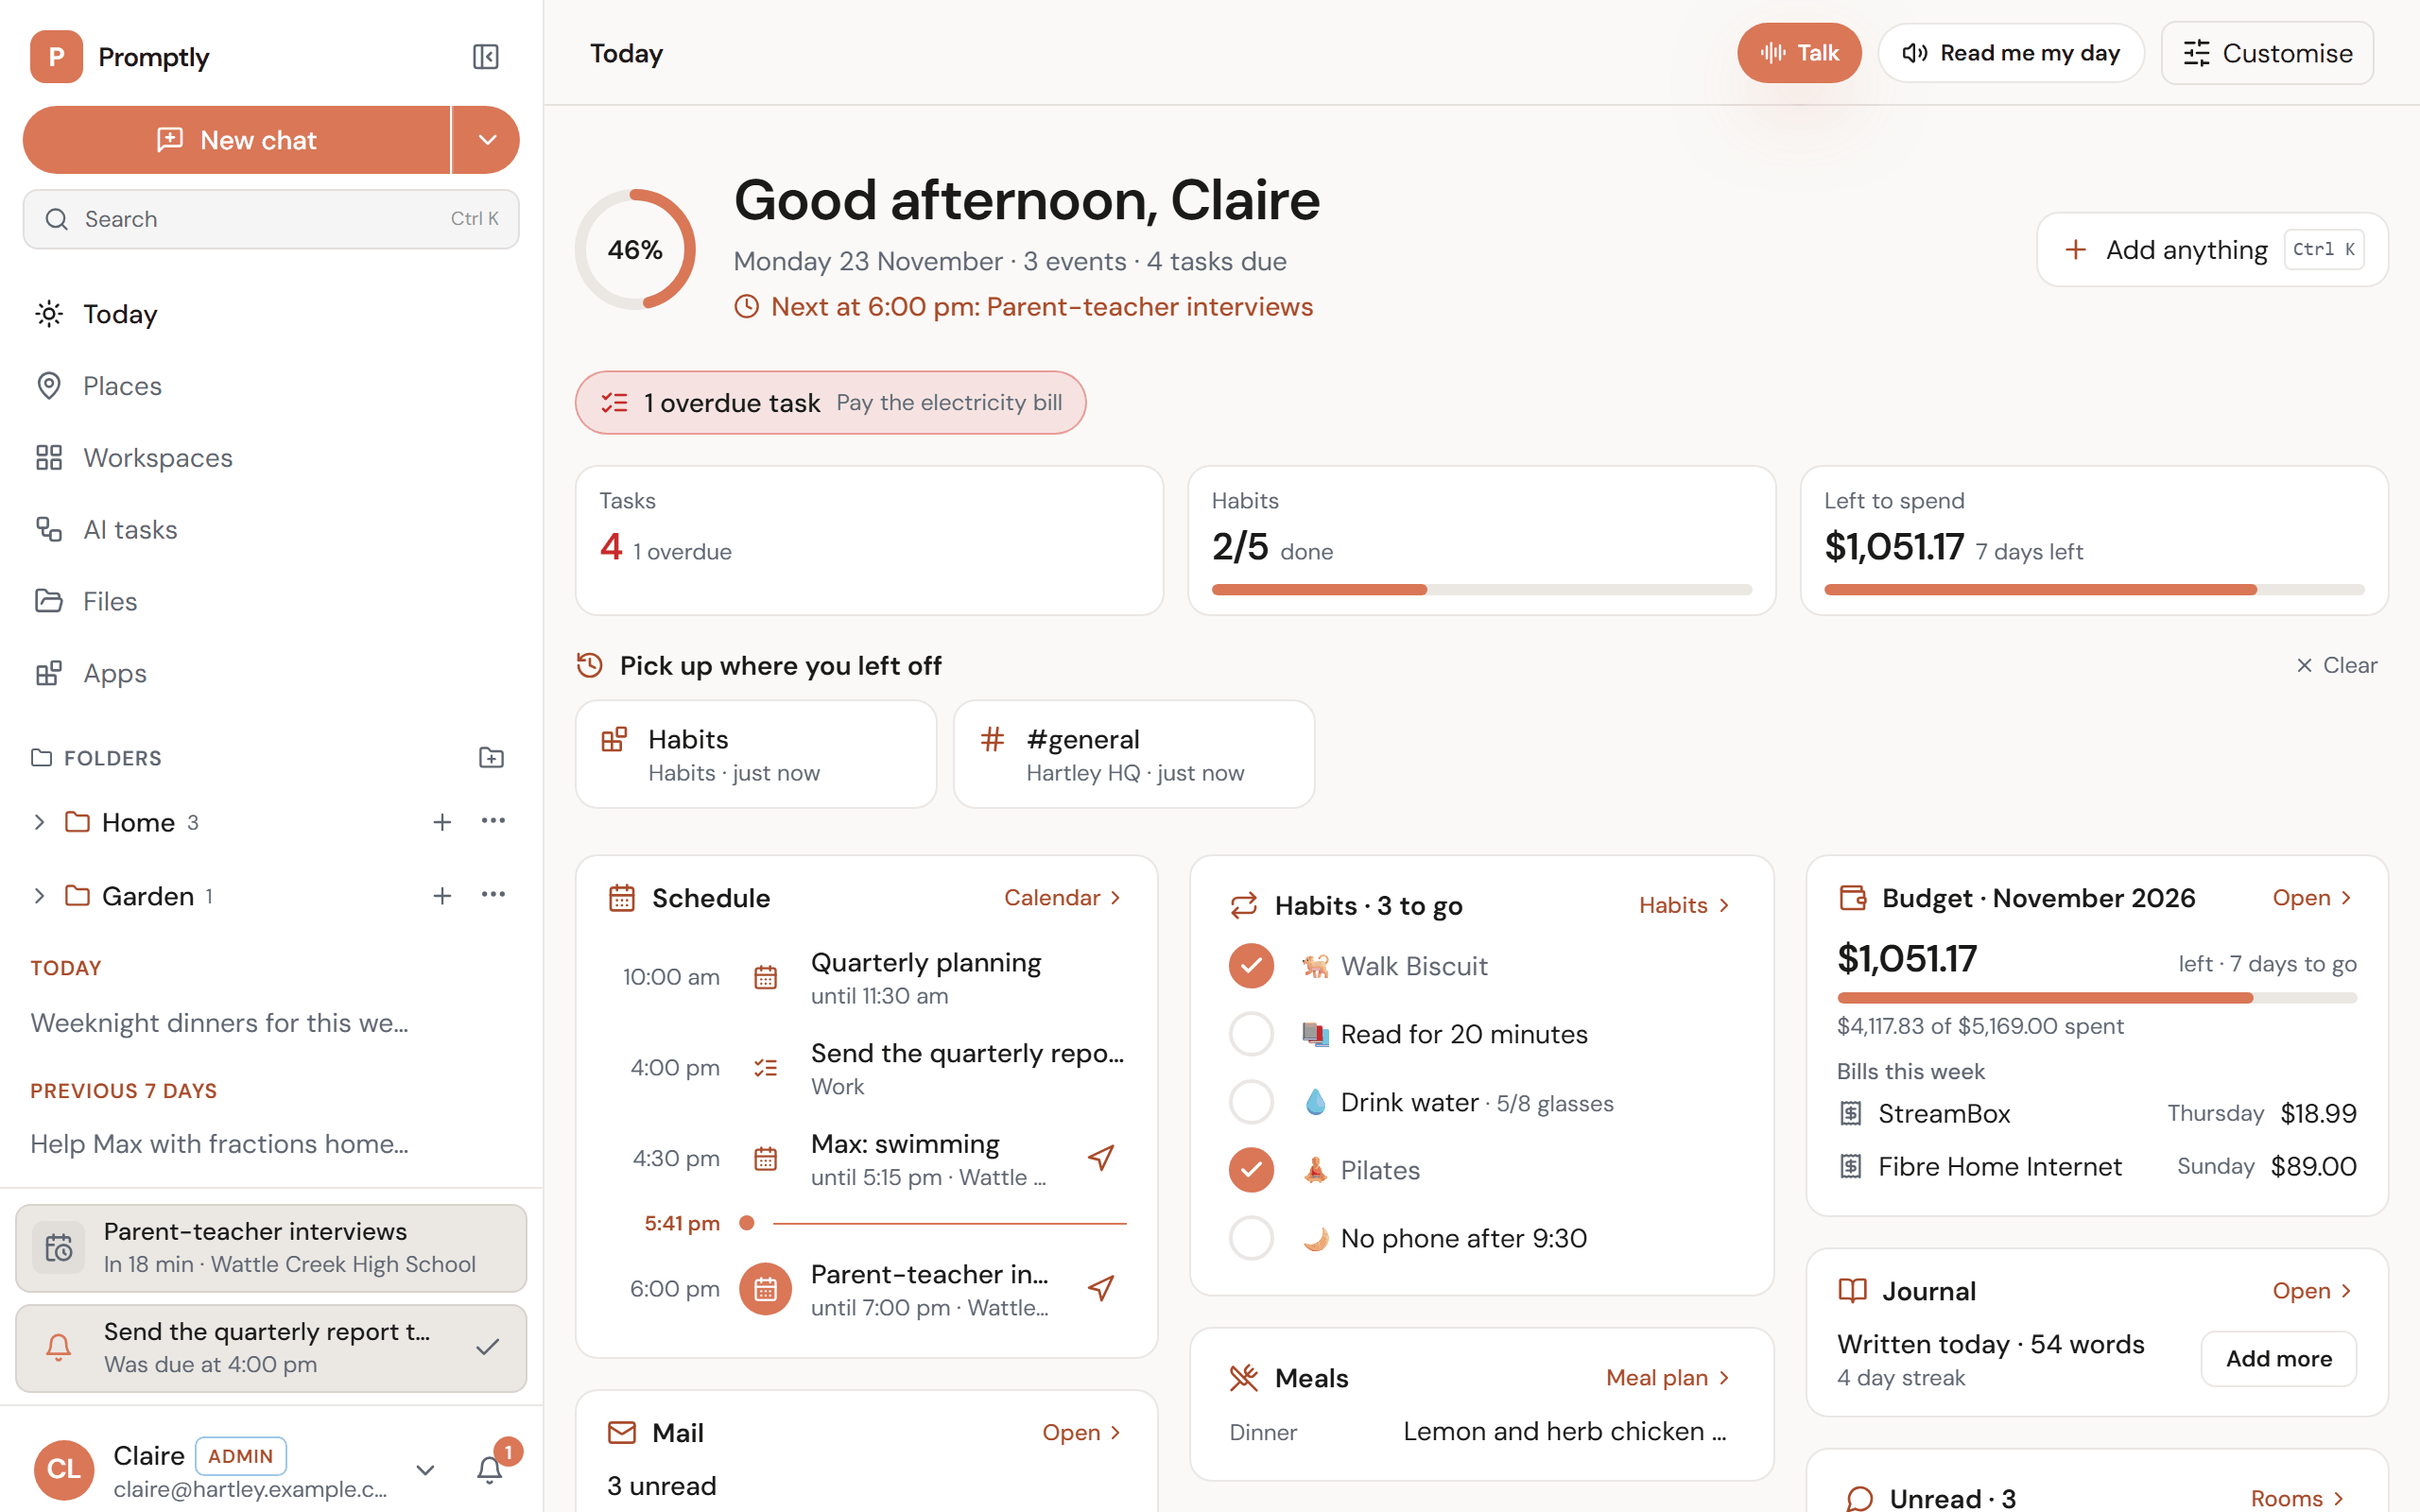 P Promptly
New chat
Search Ctrl K
Today
Places
Workspaces
AI tasks
Files
Apps
FOLDERS
Home 3
Garden 1
TODAY
Weeknight dinners for this we...
PREVIOUS 7 DAYS
Help Max with fractions home...
Parent-teacher interviews
In 18 min · Wattle Creek High School
Send the quarterly report t...
Was due at 4:00 pm
CL Claire ADMIN
claire@hartley.example.c...
1
Today
Talk
Read me my day
Customise
46%
Good afternoon, Claire
Monday 23 November · 3 events · 4 tasks due
Next at 6:00 pm: Parent-teacher interviews
Add anything Ctrl K
1 overdue task Pay the electricity bill
Tasks
4 1 overdue
Habits
2/5 done
Left to spend
$1,051.17 7 days left
Pick up where you left off
Clear
Habits
Habits · just now
#general
Hartley HQ · just now
Schedule Calendar
10:00 am Quarterly planning
until 11:30 am
4:00 pm Send the quarterly repo...
Work
4:30 pm Max: swimming
until 5:15 pm · Wattle ...
5:41 pm
6:00 pm Parent-teacher in...
until 7:00 pm · Wattle...
Mail Open
3 unread
Habits · 3 to go Habits
Walk Biscuit
Read for 20 minutes
Drink water · 5/8 glasses
Pilates
No phone after 9:30
Meals Meal plan
Dinner Lemon and herb chicken ...
Budget · November 2026 Open
$1,051.17 left · 7 days to go
$4,117.83 of $5,169.00 spent
Bills this week
StreamBox Thursday $18.99
Fibre Home Internet Sunday $89.00
Journal Open
Written today · 54 words
4 day streak
Add more
Unread · 3 Rooms